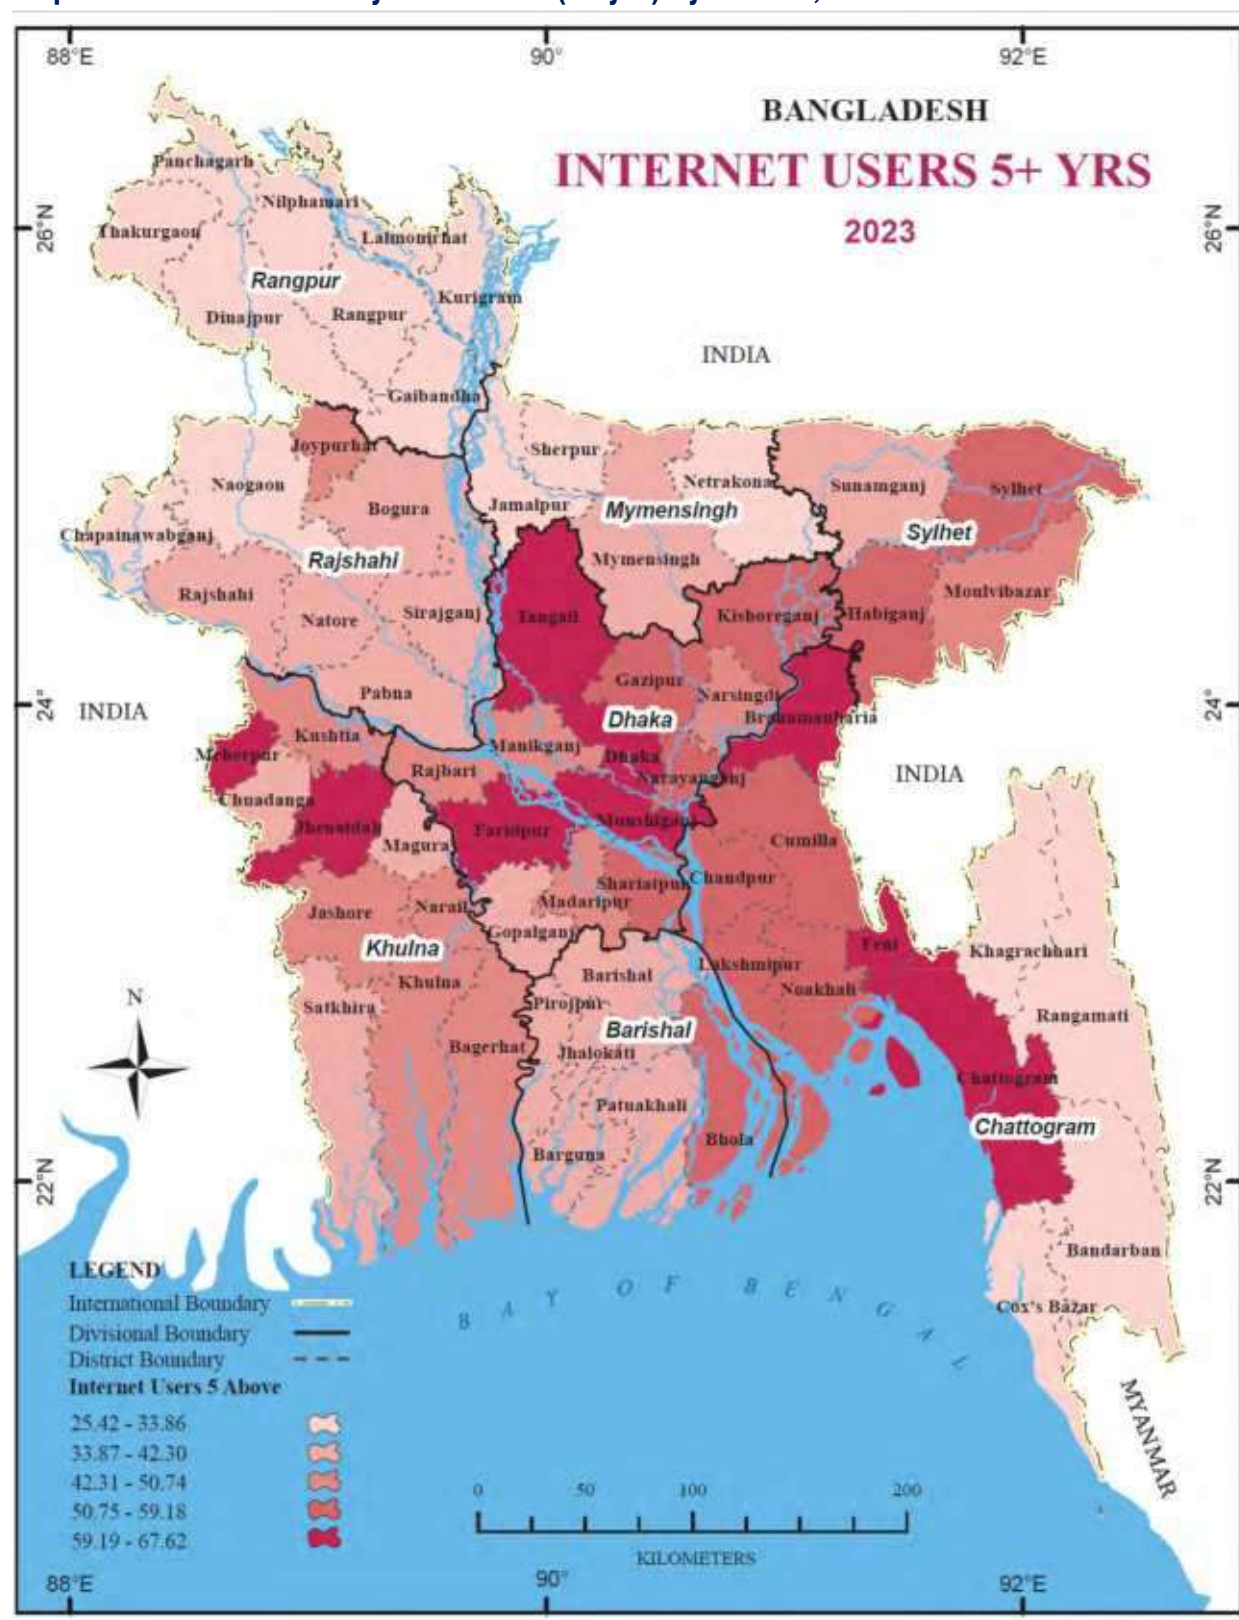 88°E
90°
92°E
BANGLADESH
INTERNET USERS 5+ YRS
2023
26°N
26°N
Panchagarh
Nilphamari
Thakurgaon
Lalmonirhat
Rangpur
Kurigram
Dinajpur
Rangpur
INDIA
Gaibandha
Joypurhat
Sherpur
Naogaon
Netrakona
Sunamganj
Sylhet
Bogura
Jamalpur
Mymensingh
Chapainawabganj
Sylhet
Rajshahi
Mymensingh
Rajshahi
Moulvibazar
Natore
Sirajganj
Tangail
Kishoreganj
Habiganj
Gazipur
Pabna
Narsingdi
24°
INDIA
Dhaka
Brahamanbaria
24°
Kushtia
Manikganj
Meherpur
Dhaka
Rajbari
Narayanganj
INDIA
Chuadanga
Jhenaidah
Faridpur
Munshiganj
Magura
Cumilla
Shariatpur
Chandpur
Jashore
Narail
Madaripur
Khulna
Gopalganj
Feni
Khagrachhari
Barishal
Lakshmipur
Khulna
Noakhali
N
Satkhira
Pirojpur
Rangamati
Barishal
Bagerhat
Jhalokati
Chattogram
Patuakhali
Chattogram
Bhola
Barguna
22°N
22°N
Bandarban
LEGEND
International Boundary
BAY OF BENGAL
Cox's Bazar
Divisional Boundary
District Boundary
Internet Users 5 Above
MYANMAR
25.42 - 33.86
33.87 - 42.30
42.31 - 50.74
50.75 - 59.18
59.19 - 67.62
0 50 100 200
KILOMETERS
88°E
90°
92°E